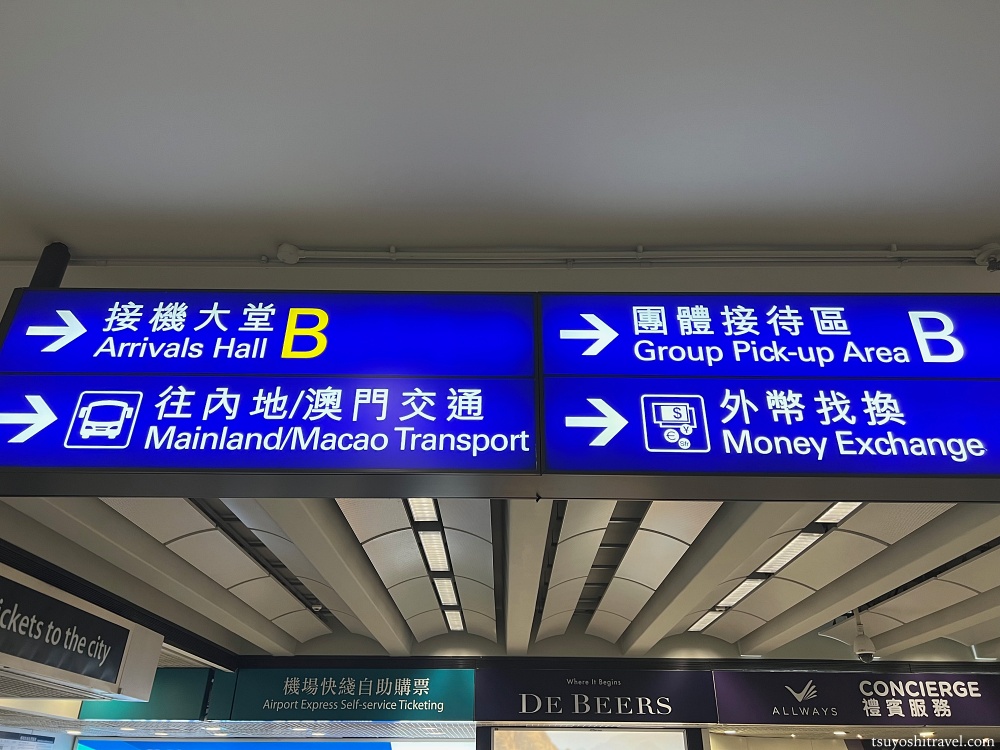 接機大堂 B
Arrivals Hall
往內地/澳門交通
Mainland/Macao Transport
團體接待區 B
Group Pick-up Area
外幣找換
Money Exchange
tickets to the city
機場快綫自助購票
Airport Express Self-service Ticketing
Where It Begins
DE BEERS
ALLWAYS
CONCIERGE
禮賓服務
tsuyoshitravel.com